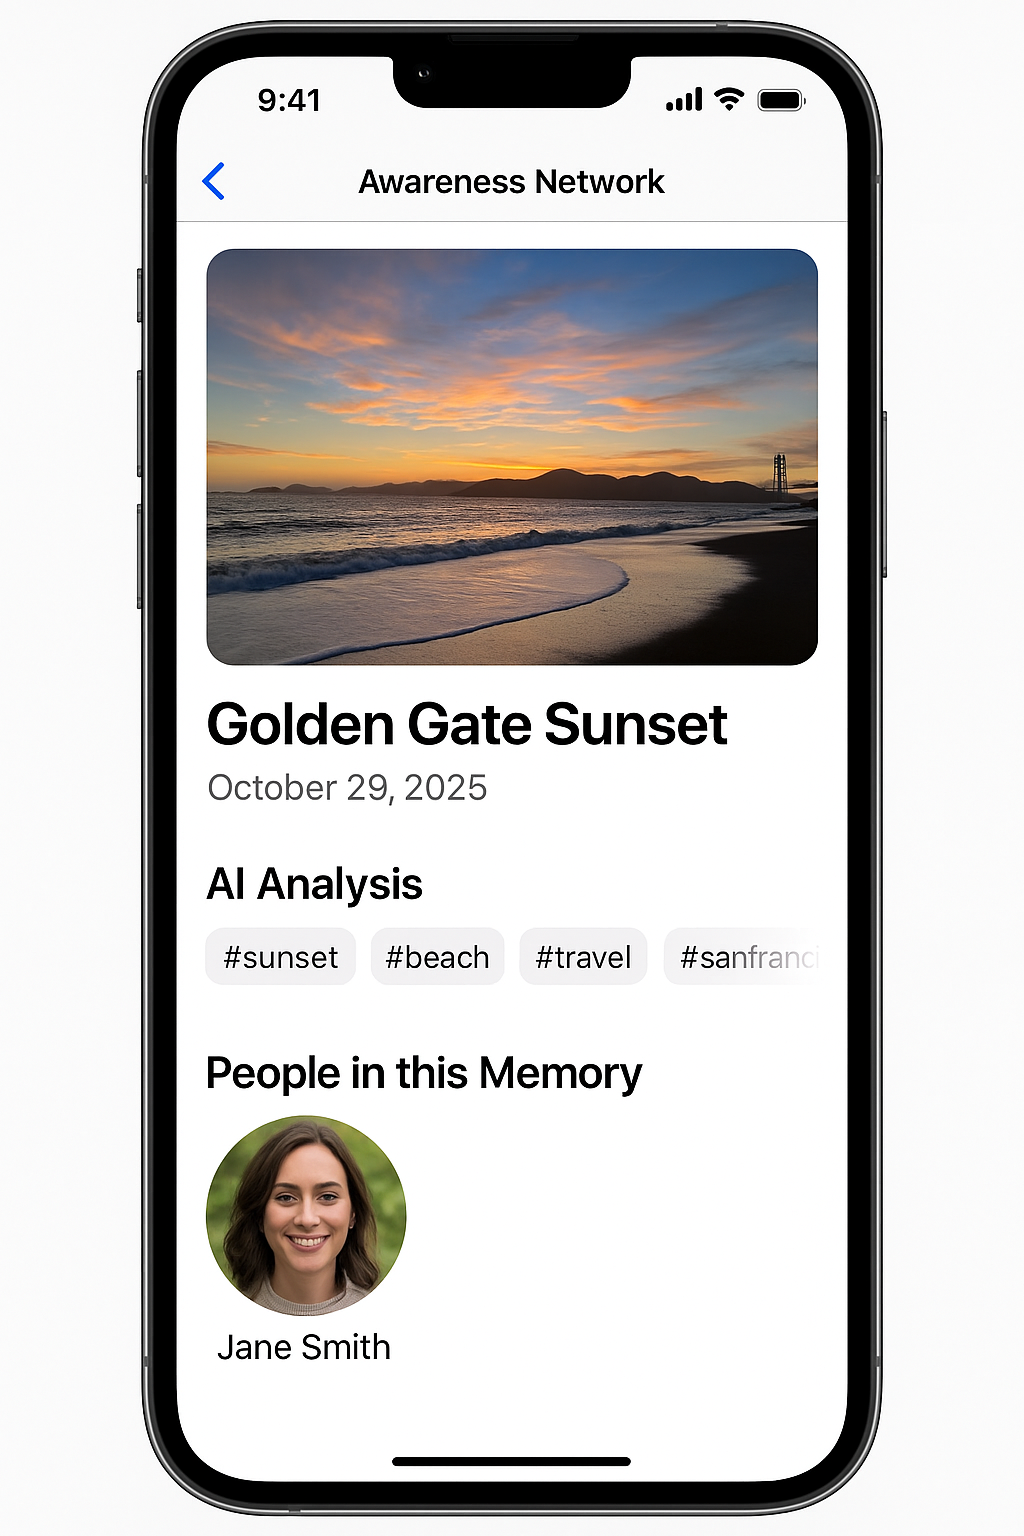 9:41
Awareness Network
Golden Gate Sunset
October 29, 2025
AI Analysis
#sunset #beach #travel #sanfranci
People in this Memory
Jane Smith